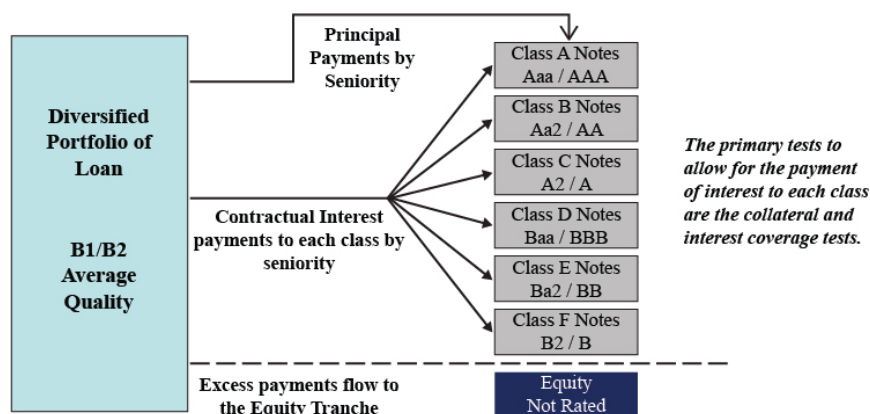 Diversified
Portfolio of
Loan
B1/B2
Average
Quality
Principal
Payments by
Seniority
Contractual Interest
payments to each class by
seniority
Excess payments flow to
the Equity Tranche
Class A Notes
Aaa / AAA
Class B Notes
Aa2 / AA
Class C Notes
A2 / A
Class D Notes
Baa / BBB
Class E Notes
Ba2 / BB
Class F Notes
B2 / B
Equity
Not Rated
The primary tests to
allow for the payment
of interest to each class
are the collateral and
interest coverage tests.